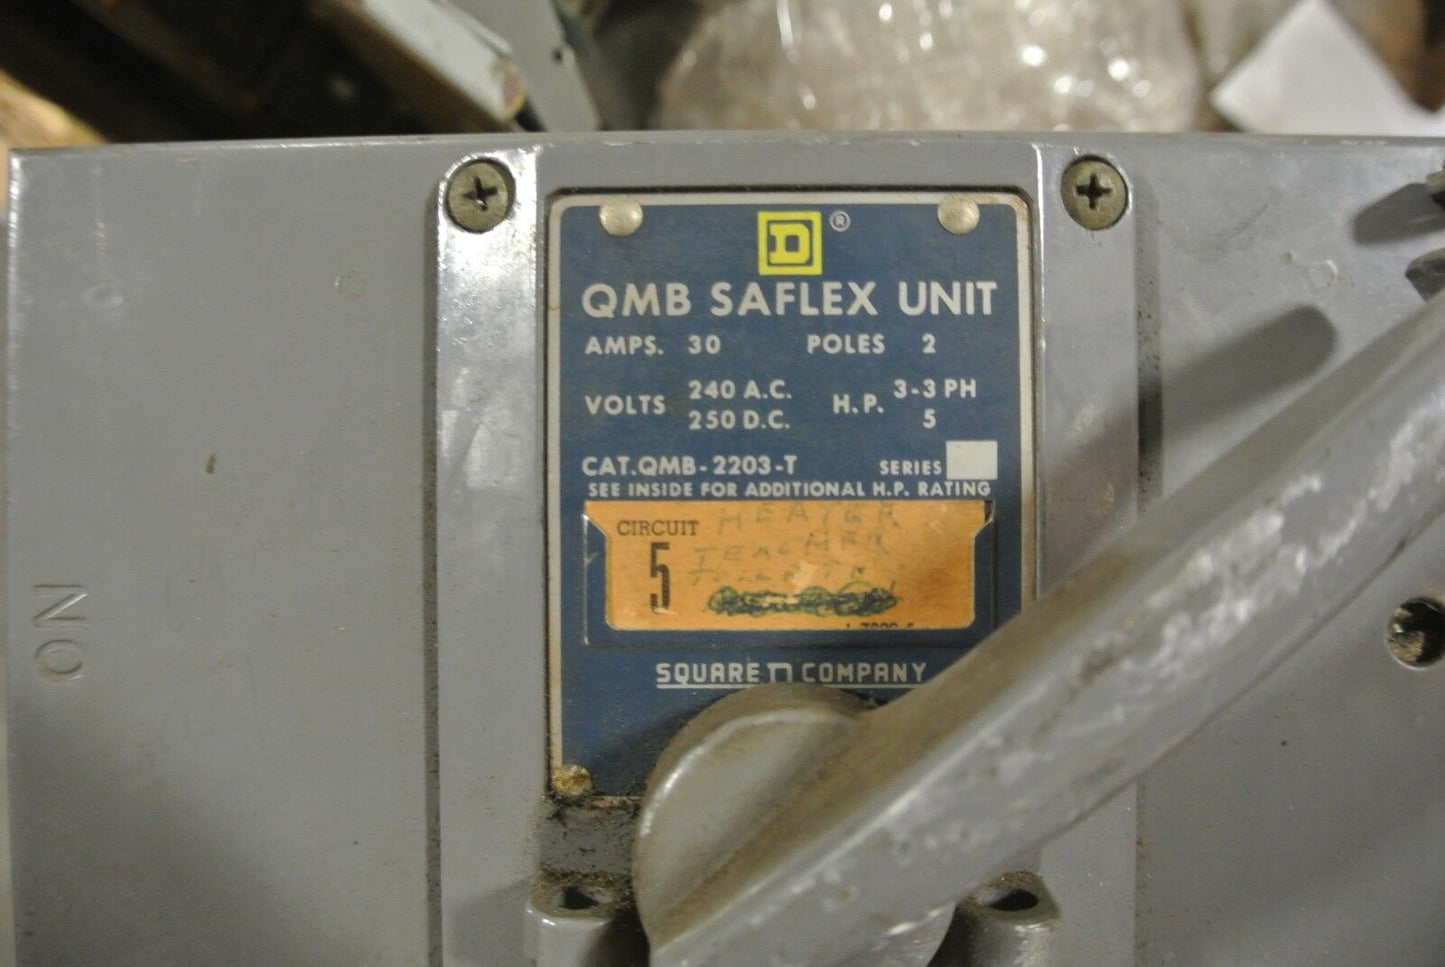 D ®
QMB SAFLEX UNIT
AMPS. 30 POLES 2
VOLTS 240 A.C. H.P. 3-3 PH
250 D.C. 5
CAT.QMB-2203-T SERIES
SEE INSIDE FOR ADDITIONAL H.P. RATING
CIRCUIT HEATER
5 TEACHER
SQUARE D COMPANY
ON